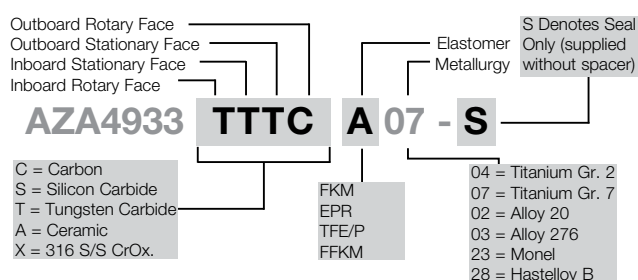 Outboard Rotary Face
Outboard Stationary Face
Inboard Stationary Face
Inboard Rotary Face
Elastomer
Metallurgy
S Denotes Seal
Only (supplied
without spacer)
AZA4933 TTTC A 07 - S
C = Carbon
S = Silicon Carbide
T = Tungsten Carbide
A = Ceramic
X = 316 S/S CrOx.
FKM
EPR
TFE/P
FFKM
04 = Titanium Gr. 2
07 = Titanium Gr. 7
02 = Alloy 20
03 = Alloy 276
23 = Monel
28 = Hastelloy B